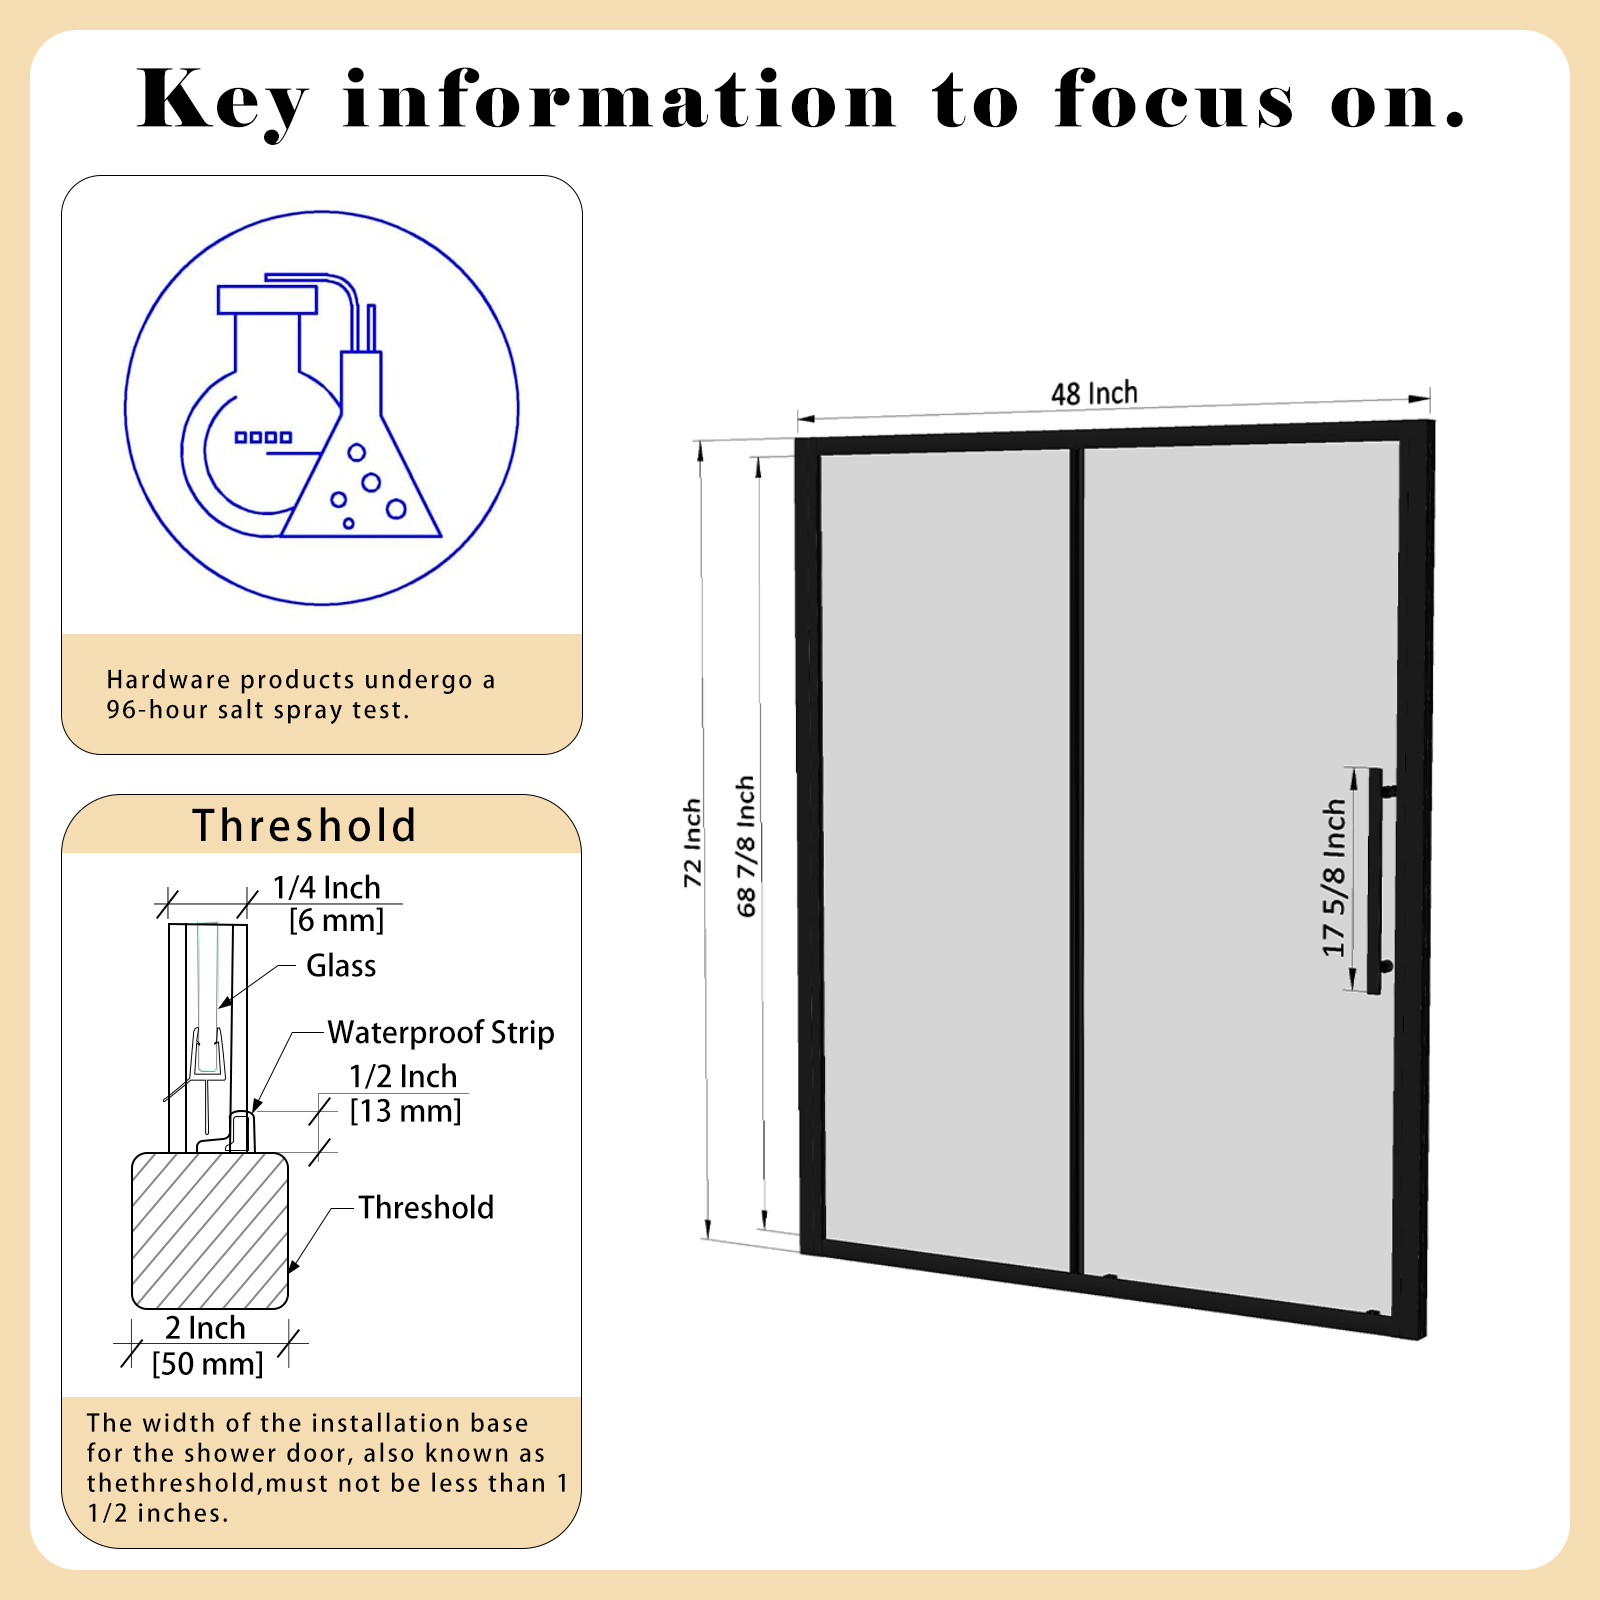 Key information to focus on.
Hardware products undergo a
96-hour salt spray test.
Threshold
1/4 Inch
[6 mm]
Glass
Waterproof Strip
1/2 Inch
[13 mm]
Threshold
2 Inch
[50 mm]
The width of the installation base
for the shower door, also known as
thethreshold,must not be less than 1
1/2 inches.
48 Inch
72 Inch
68 7/8 Inch
17 5/8 Inch